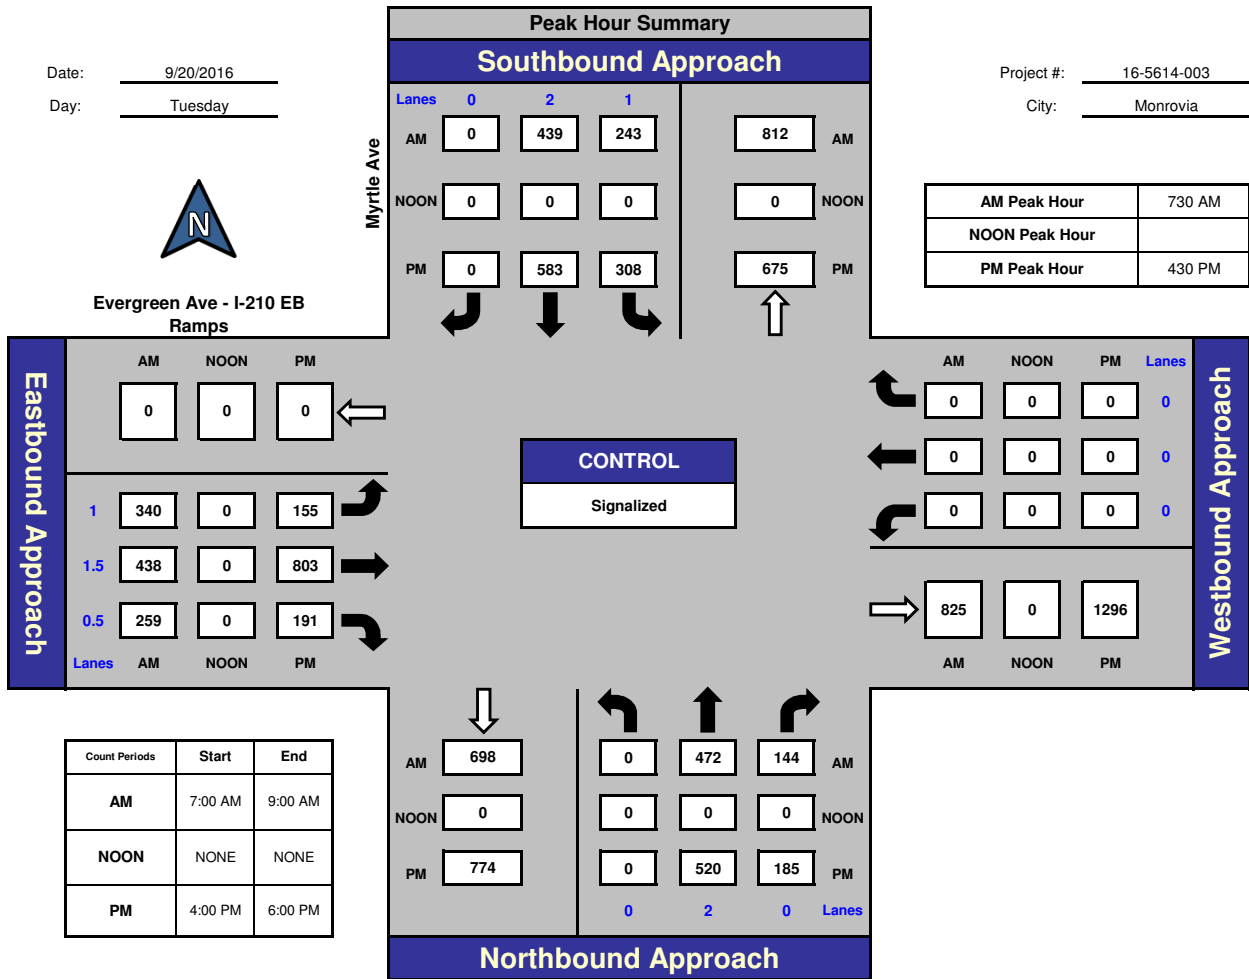 Peak Hour Summary
Southbound Approach
Date: 9/20/2016
Day: Tuesday
Project #: 16-5614-003
City: Monrovia
Myrtle Ave
Lanes 0 2 1
AM 0 439 243 812 AM
NOON 0 0 0 0 NOON
PM 0 583 308 675 PM
N
AM Peak Hour 730 AM
NOON Peak Hour
PM Peak Hour 430 PM
Evergreen Ave - I-210 EB
Ramps
Eastbound Approach
AM NOON PM
0 0 0
1 340 0 155
1.5 438 0 803
0.5 259 0 191
Lanes AM NOON PM
CONTROL
Signalized
AM NOON PM Lanes
0 0 0 0
0 0 0 0
0 0 0 0
825 0 1296
AM NOON PM
Westbound Approach
Count Periods Start End
AM 7:00 AM 9:00 AM
NOON NONE NONE
PM 4:00 PM 6:00 PM
AM 698 0 472 144 AM
NOON 0 0 0 0 NOON
PM 774 0 520 185 PM
0 2 0 Lanes
Northbound Approach